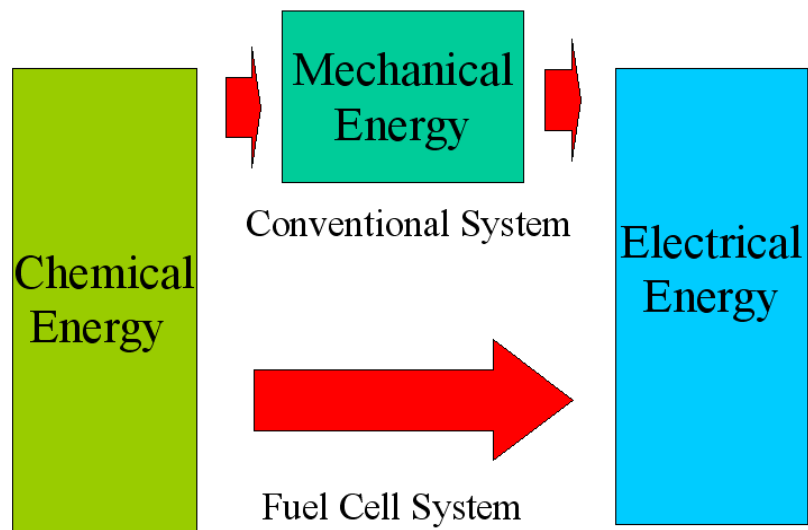 Mechanical
Energy
Conventional System
Chemical
Energy
Electrical
Energy
Fuel Cell System